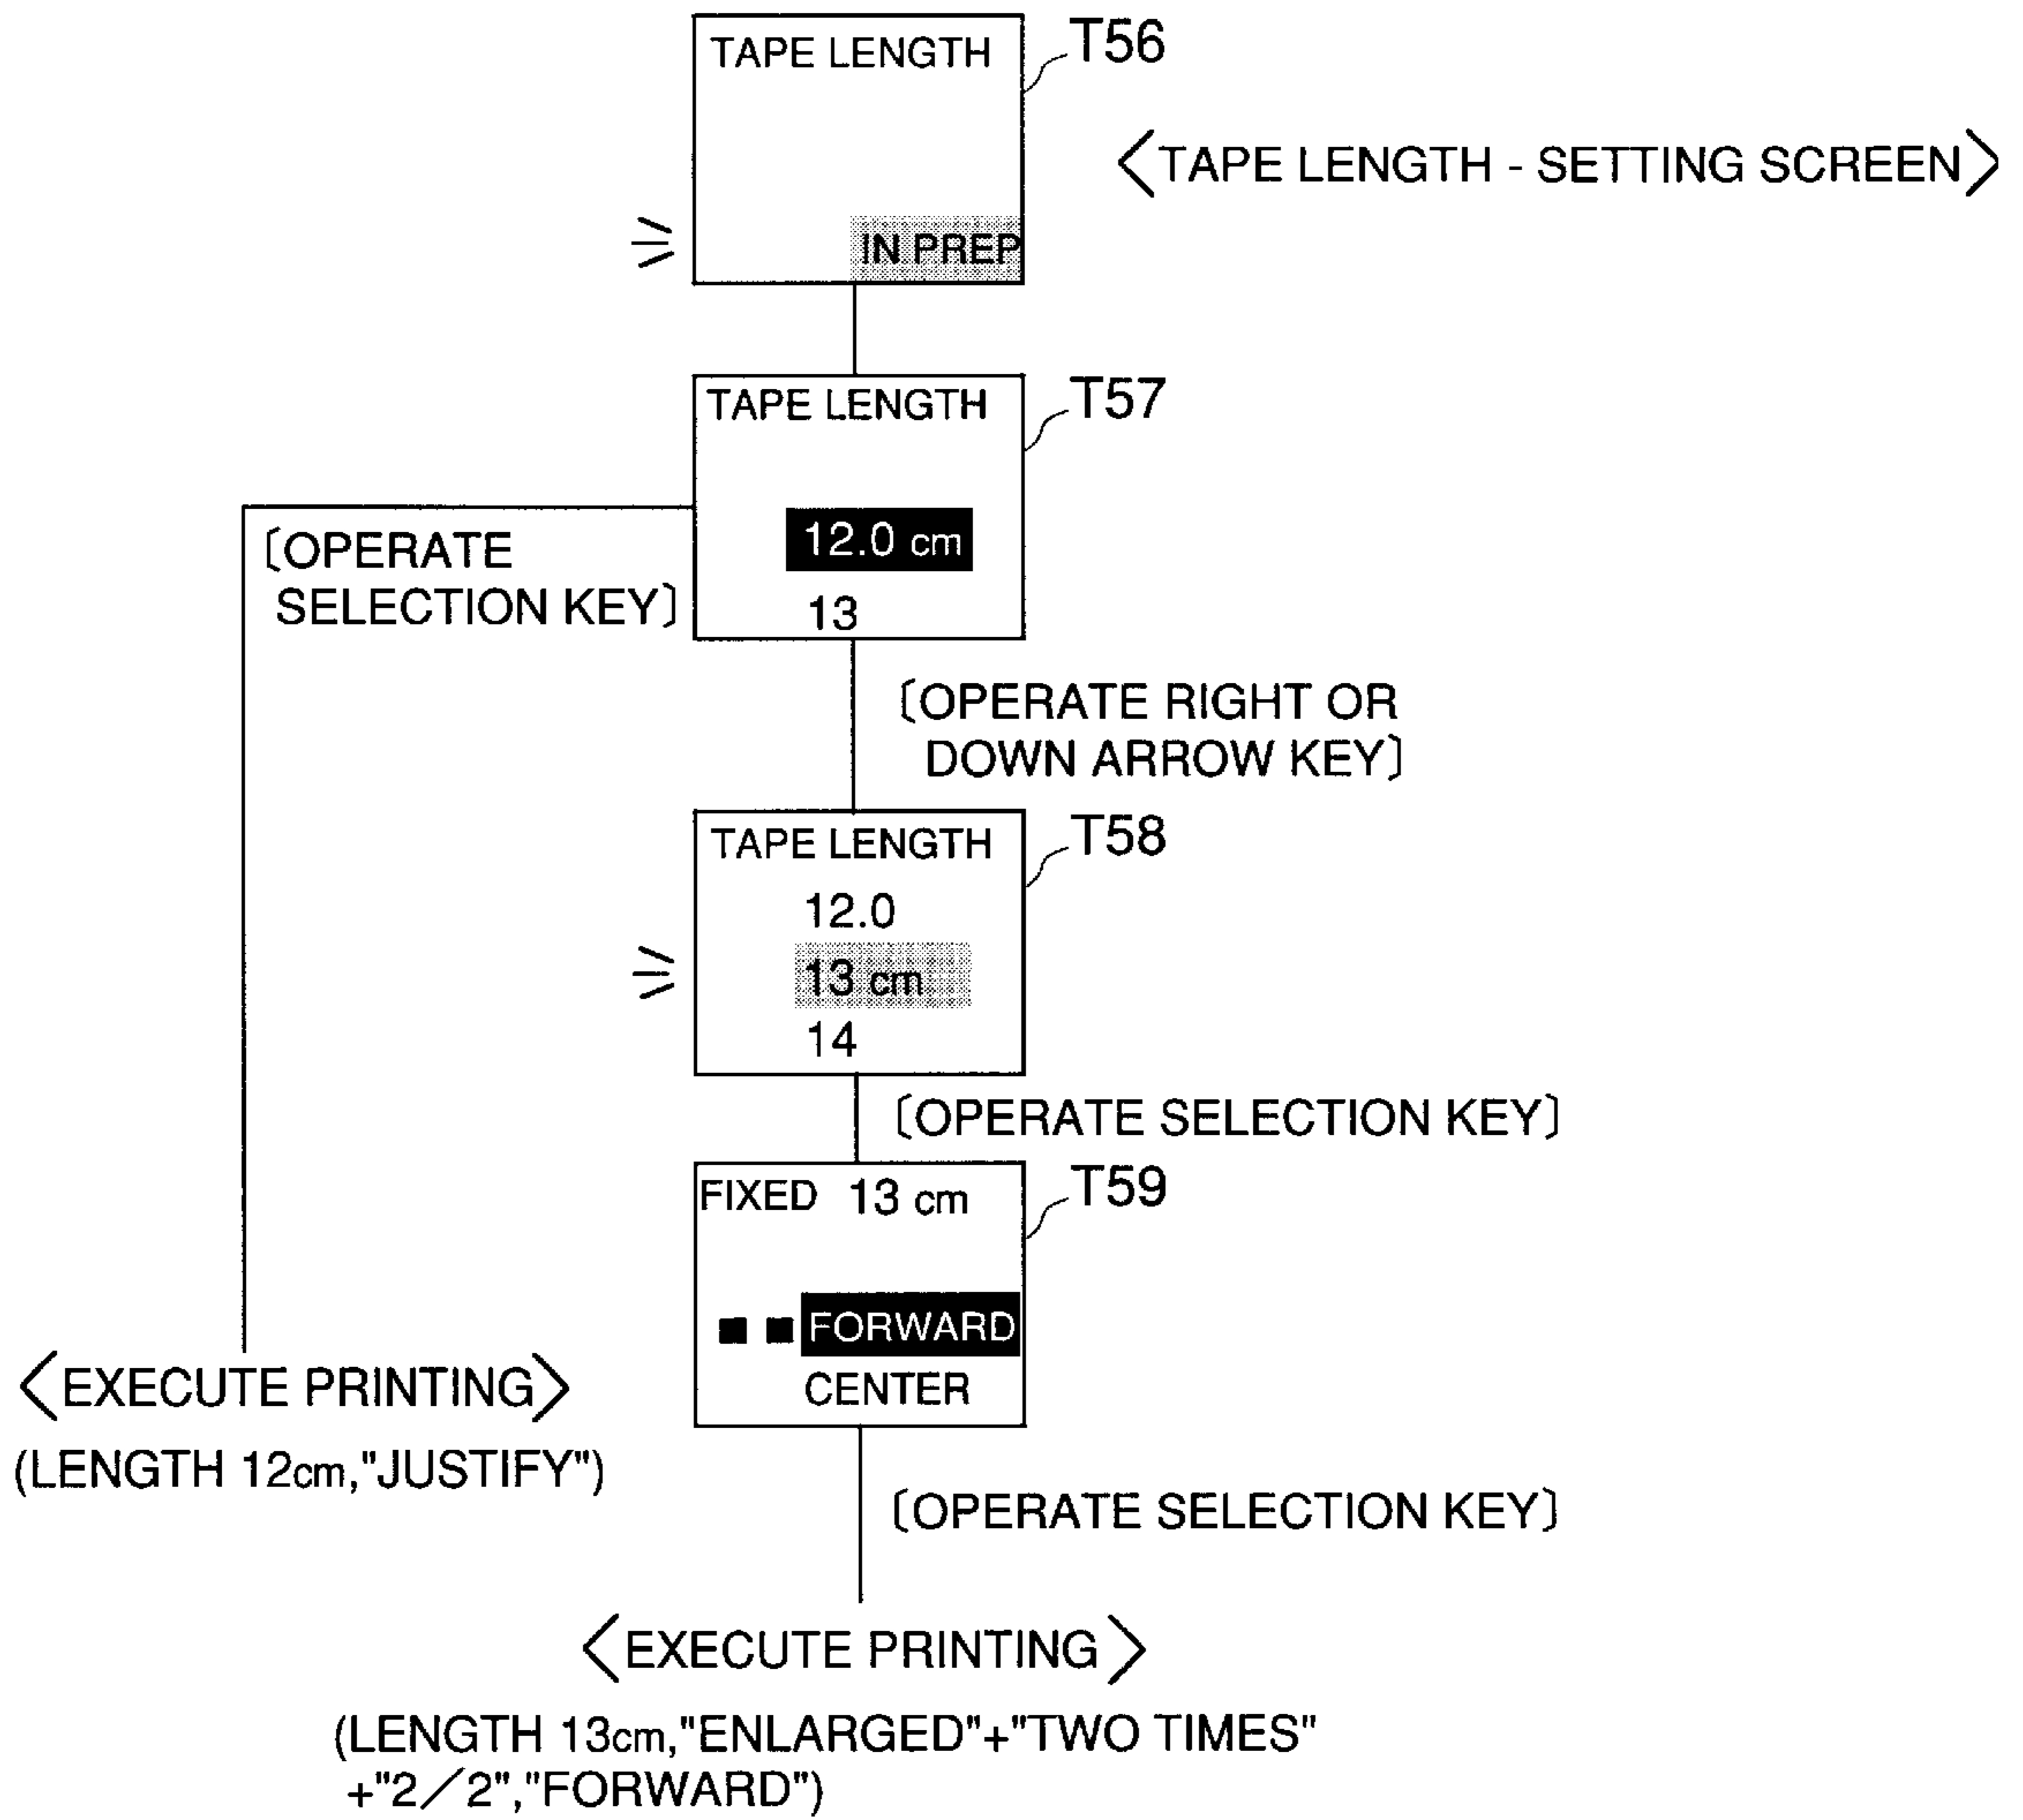 TAPE LENGTH
T56
<TAPE LENGTH - SETTING SCREEN>
IN PREP
TAPE LENGTH
T57
12.0 cm
13
〔OPERATE
SELECTION KEY〕
〔OPERATE RIGHT OR
DOWN ARROW KEY〕
TAPE LENGTH
T58
12.0
13 cm
14
〔OPERATE SELECTION KEY〕
FIXED 13 cm
T59
■ ■ FORWARD
CENTER
<EXECUTE PRINTING>
(LENGTH 12cm,"JUSTIFY")
〔OPERATE SELECTION KEY〕
<EXECUTE PRINTING>
(LENGTH 13cm,"ENLARGED"+"TWO TIMES"
+"2/2","FORWARD")